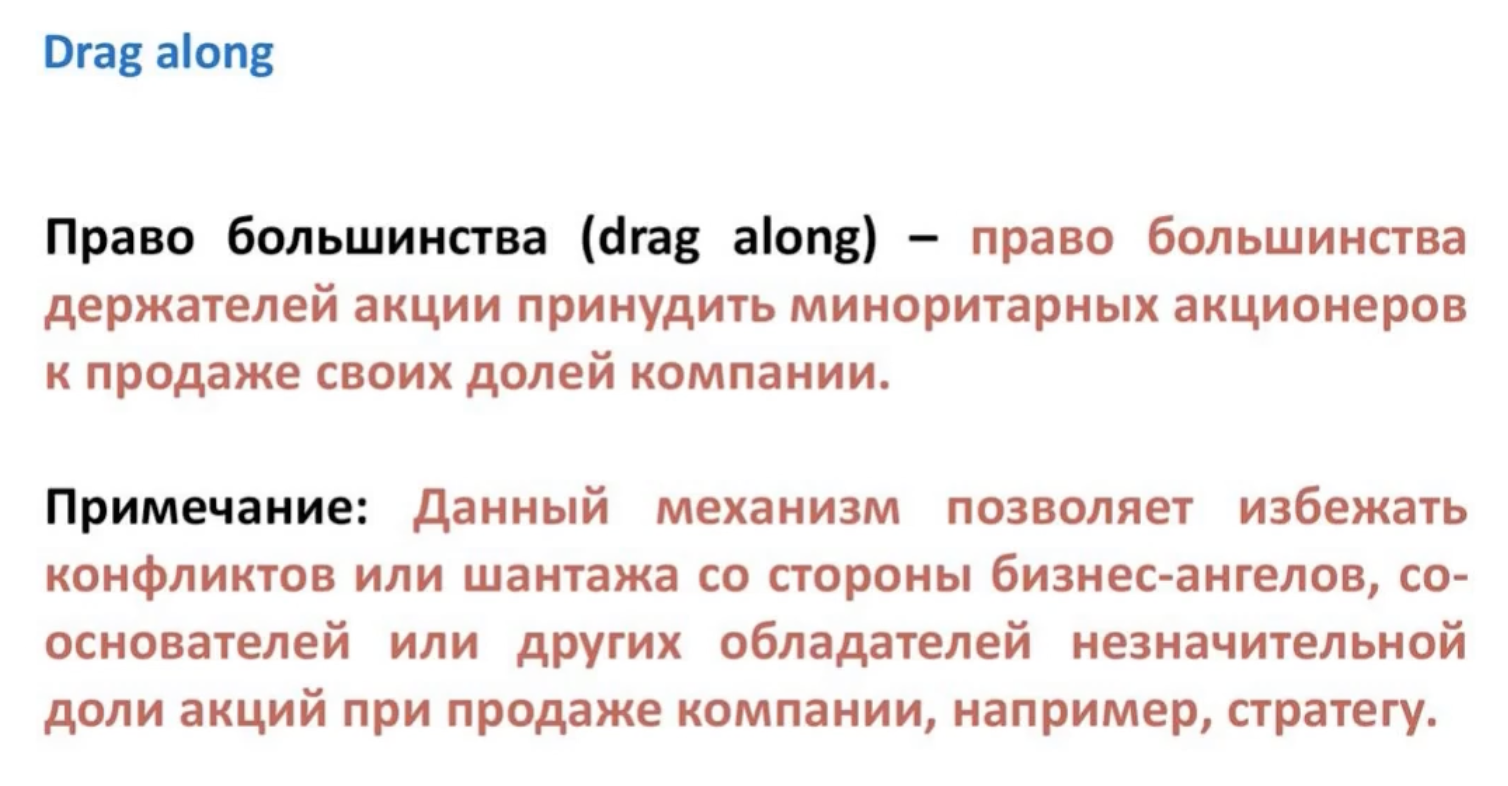 Drag along
Право большинства (drag along) – право большинства
держателей акции принудить миноритарных акционеров
к продаже своих долей компании.
Примечание: Данный механизм позволяет избежать
конфликтов или шантажа со стороны бизнес-ангелов, со-
основателей или других обладателей незначительной
доли акций при продаже компании, например, стратегу.